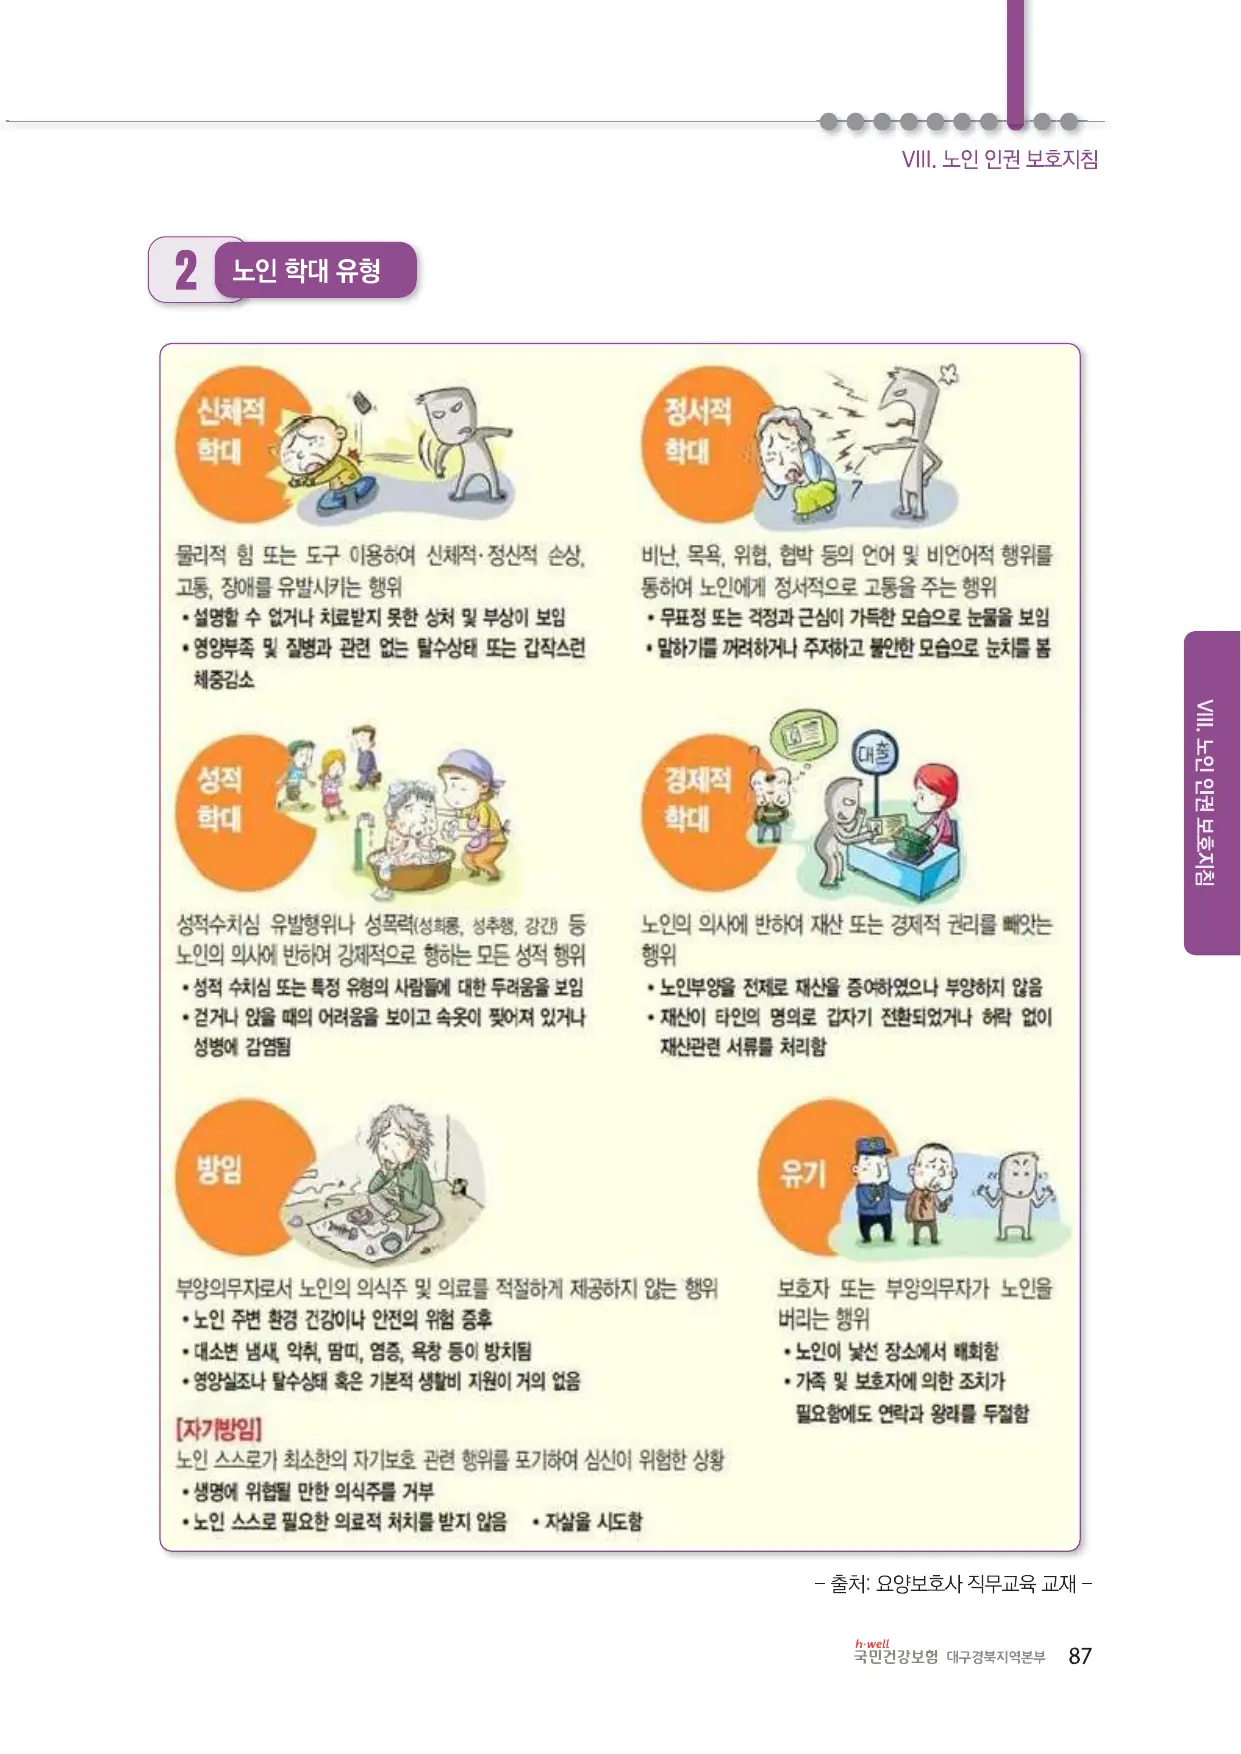 VIII. 노인 인권 보호지침
2 노인 학대 유형
신체적
학대
물리적 힘 또는 도구 이용하여 신체적·정신적 손상,
고통, 장애를 유발시키는 행위
• 설명할 수 없거나 치료받지 못한 상처 및 부상이 보임
• 영양부족 및 질병과 관련 없는 탈수상태 또는 갑작스런
체중감소
정서적
학대
비난, 모욕, 위협, 협박 등의 언어 및 비언어적 행위를
통하여 노인에게 정서적으로 고통을 주는 행위
• 무표정 또는 걱정과 근심이 가득한 모습으로 눈물을 보임
• 말하기를 꺼려하거나 주저하고 불안한 모습으로 눈치를 봄
성적
학대
성적수치심 유발행위나 성폭력(성희롱, 성추행, 강간) 등
노인의 의사에 반하여 강제적으로 행하는 모든 성적 행위
• 성적 수치심 또는 특정 유형의 사람들에 대한 두려움을 보임
• 걷거나 앉을 때의 어려움을 보이고 속옷이 찢어져 있거나
성병에 감염됨
경제적
학대
대출
노인의 의사에 반하여 재산 또는 경제적 권리를 빼앗는
행위
• 노인부양을 전제로 재산을 증여하였으나 부양하지 않음
• 재산이 타인의 명의로 갑자기 전환되었거나 허락 없이
재산관련 서류를 처리함
방임
부양의무자로서 노인의 의식주 및 의료를 적절하게 제공하지 않는 행위
• 노인 주변 환경 건강이나 안전의 위험 증후
• 대소변 냄새, 악취, 땀띠, 염증, 욕창 등이 방치됨
• 영양실조나 탈수상태 혹은 기본적 생활비 지원이 거의 없음
[자기방임]
노인 스스로가 최소한의 자기보호 관련 행위를 포기하여 심신이 위험한 상황
• 생명에 위협될 만한 의식주를 거부
• 노인 스스로 필요한 의료적 처치를 받지 않음 • 자살을 시도함
유기
보호자 또는 부양의무자가 노인을
버리는 행위
• 노인이 낯선 장소에서 배회함
• 가족 및 보호자에 의한 조치가
필요함에도 연락과 왕래를 두절함
– 출처: 요양보호사 직무교육 교재 –
VIII. 노인 인권 보호지침
h·well
국민건강보험 대구경북지역본부 87